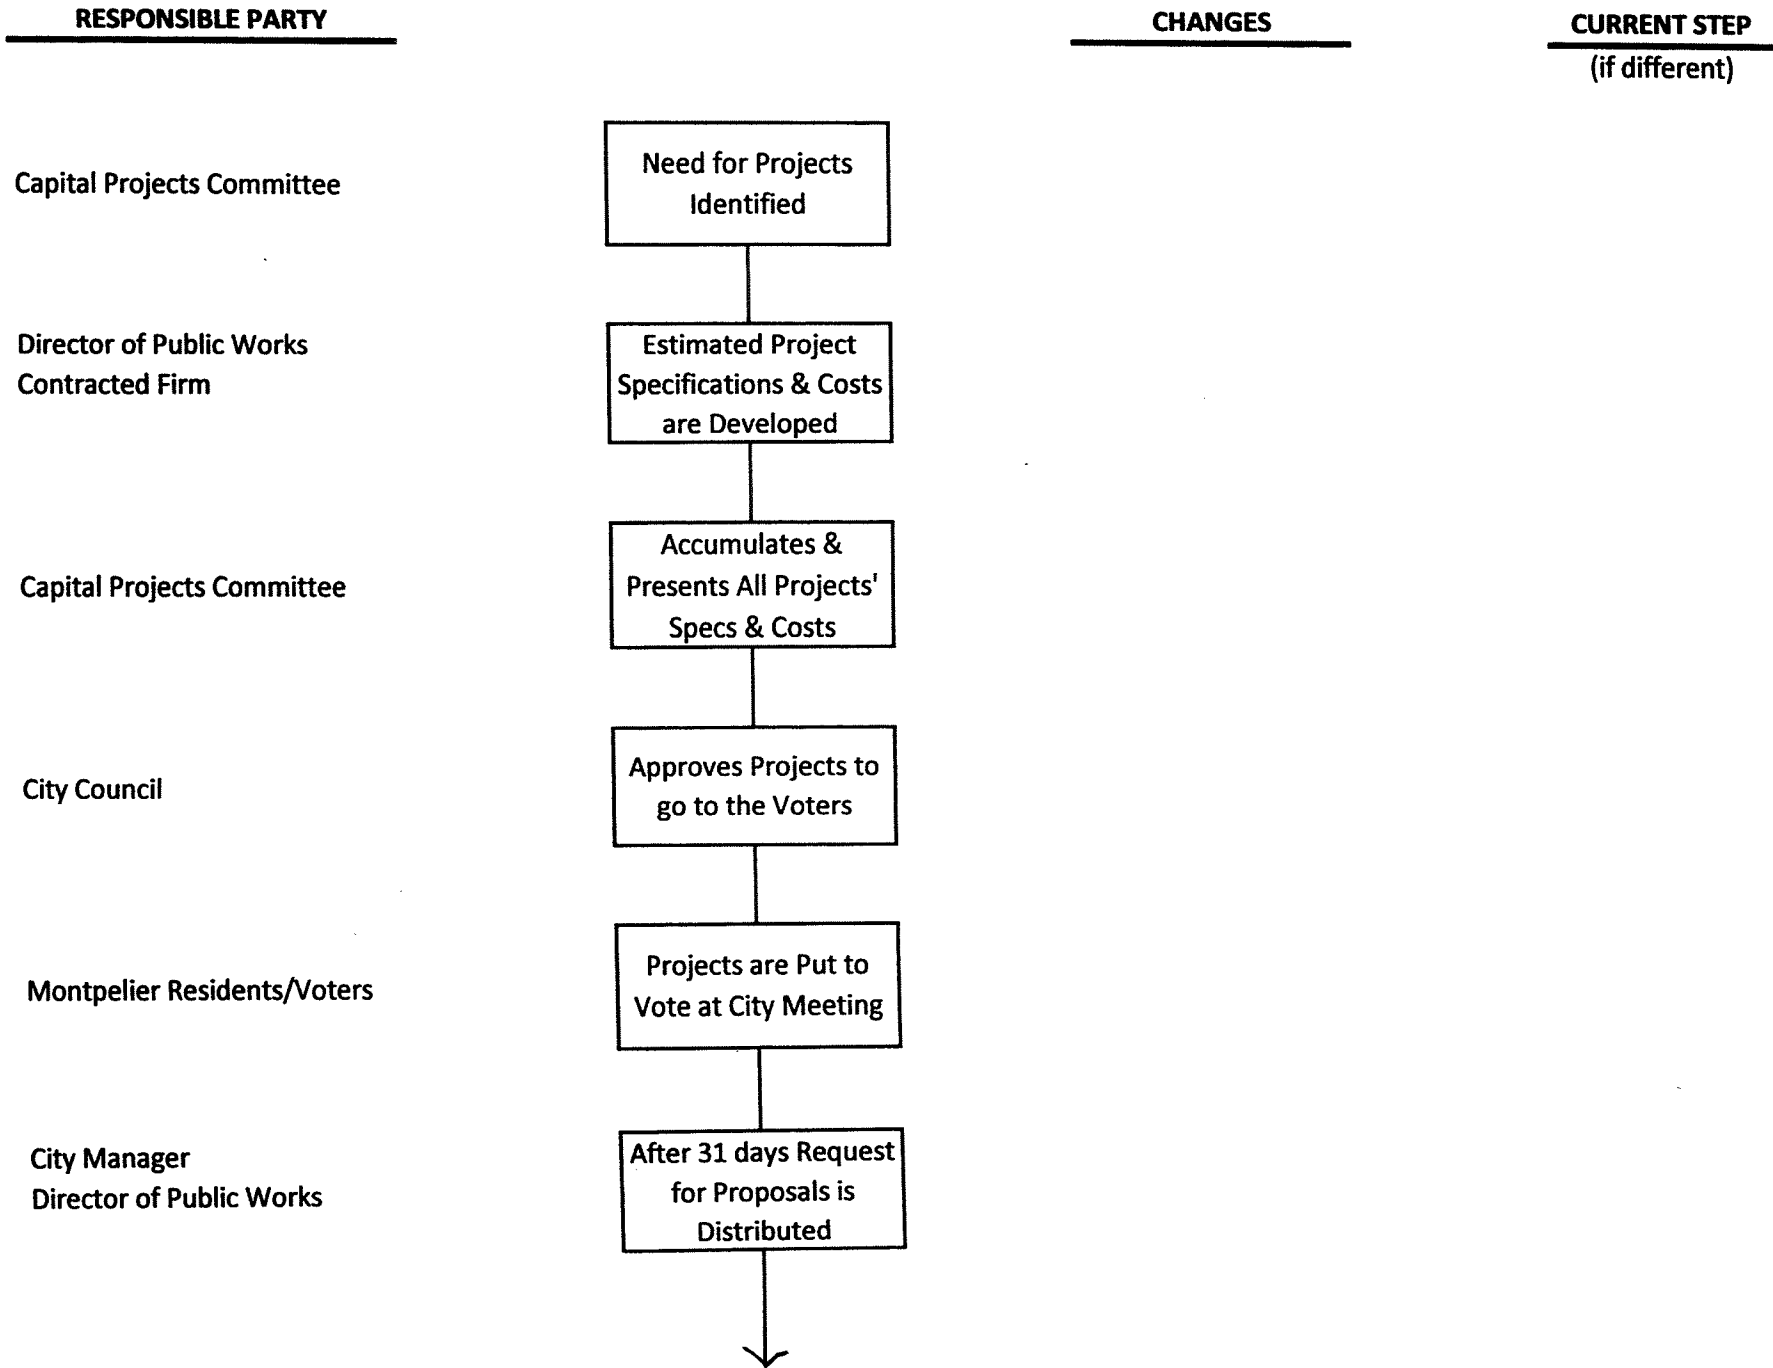 RESPONSIBLE PARTY
CHANGES
CURRENT STEP
(if different)
Capital Projects Committee
Need for Projects
Identified
Director of Public Works
Contracted Firm
Estimated Project
Specifications & Costs
are Developed
Capital Projects Committee
Accumulates &
Presents All Projects'
Specs & Costs
City Council
Approves Projects to
go to the Voters
Montpelier Residents/Voters
Projects are Put to
Vote at City Meeting
City Manager
Director of Public Works
After 31 days Request
for Proposals is
Distributed